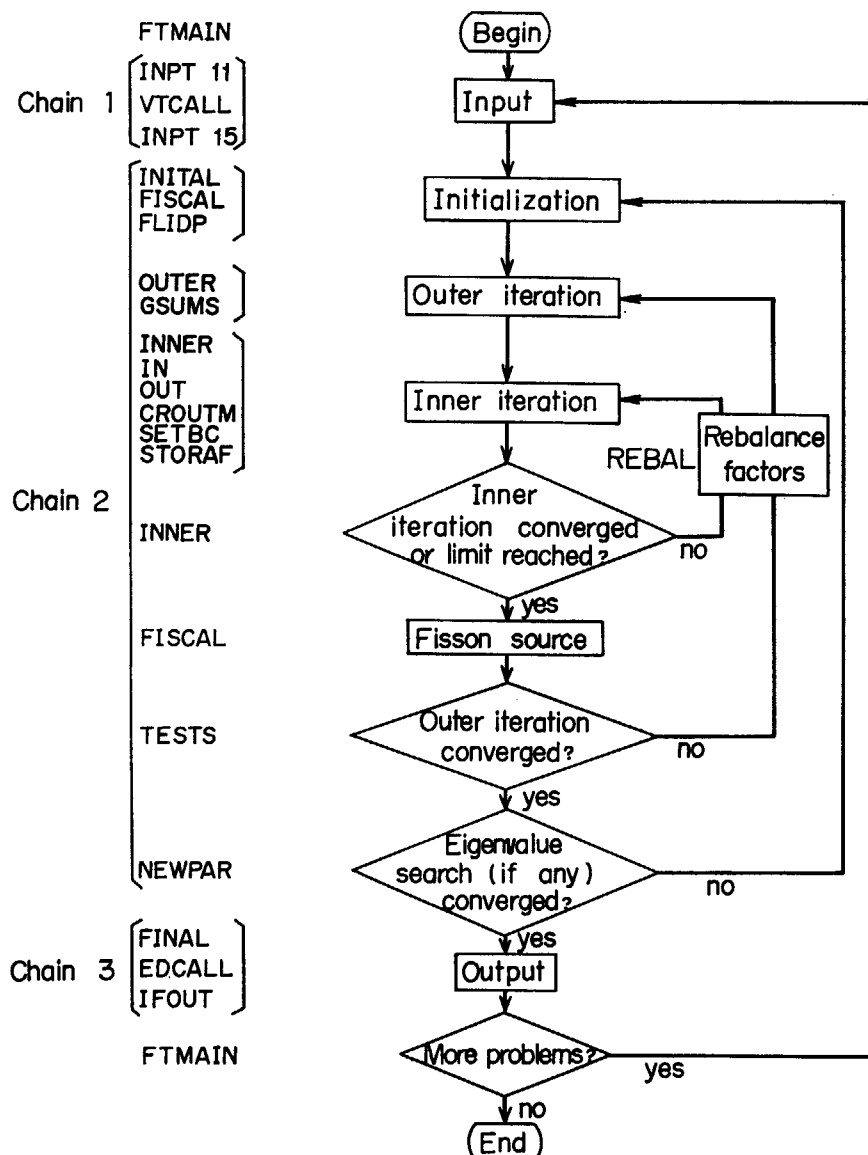 FTMAIN
Begin
INPT 11
Chain 1
VTCALL
INPT 15
Input
INITAL
FISCAL
FLIDP
Initialization
OUTER
GSUMS
Outer iteration
INNER
IN
OUT
CROUTM
SETBC
STORAF
Inner iteration
REBAL
Rebalance
factors
Chain 2
INNER
Inner
iteration converged
or limit reached?
no
yes
FISCAL
Fisson source
TESTS
Outer iteration
converged?
no
yes
NEWPAR
Eigenvalue
search (if any)
converged?
no
yes
Chain 3
FINAL
EDCALL
IFOUT
Output
FTMAIN
More problems?
yes
no
End